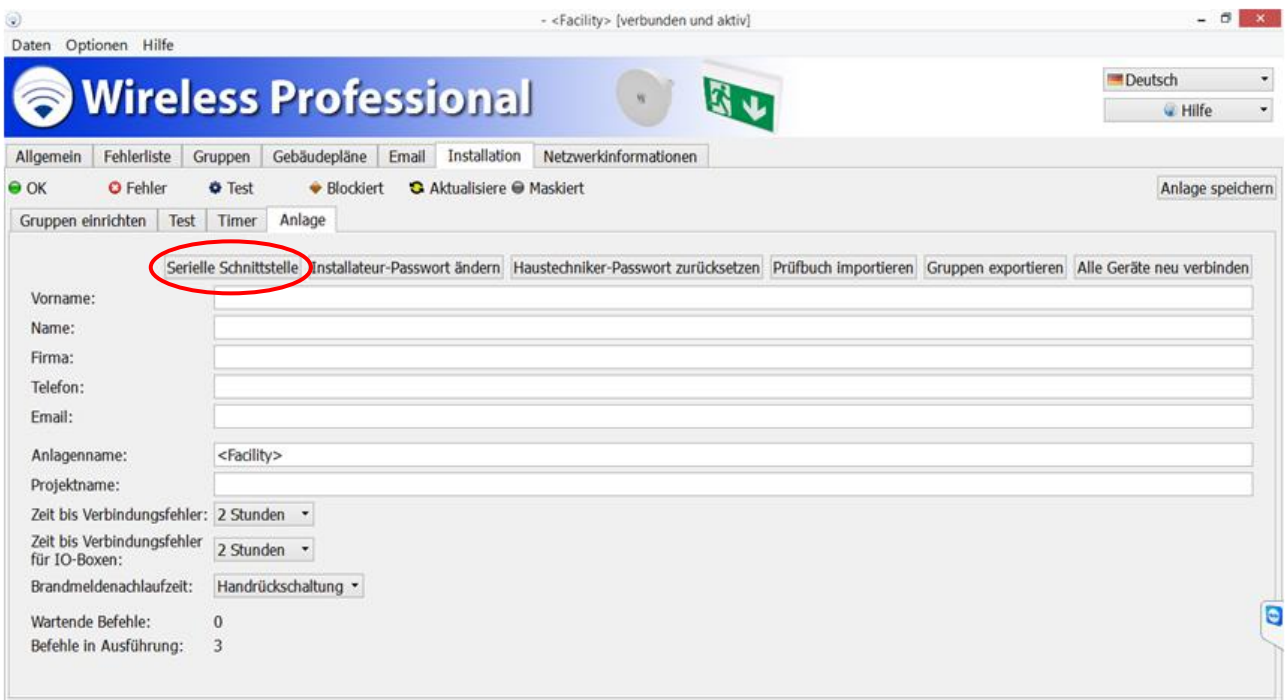 - <Facility> [verbunden und aktiv]
Daten Optionen Hilfe
Wireless Professional
Deutsch
Hilfe
Allgemein Fehlerliste Gruppen Gebäudepläne Email Installation Netzwerkinformationen
OK Fehler Test Blockiert Aktualisiere Maskiert Anlage speichern
Gruppen einrichten Test Timer Anlage
Serielle Schnittstelle Installateur-Passwort ändern Haustechniker-Passwort zurücksetzen Prüfbuch importieren Gruppen exportieren Alle Geräte neu verbinden
Vorname:
Name:
Firma:
Telefon:
Email:
Anlagenname: <Facility>
Projektname:
Zeit bis Verbindungsfehler: 2 Stunden
Zeit bis Verbindungsfehler
für IO-Boxen: 2 Stunden
Brandmeldenachlaufzeit: Handrückschaltung
Wartende Befehle: 0
Befehle in Ausführung: 3